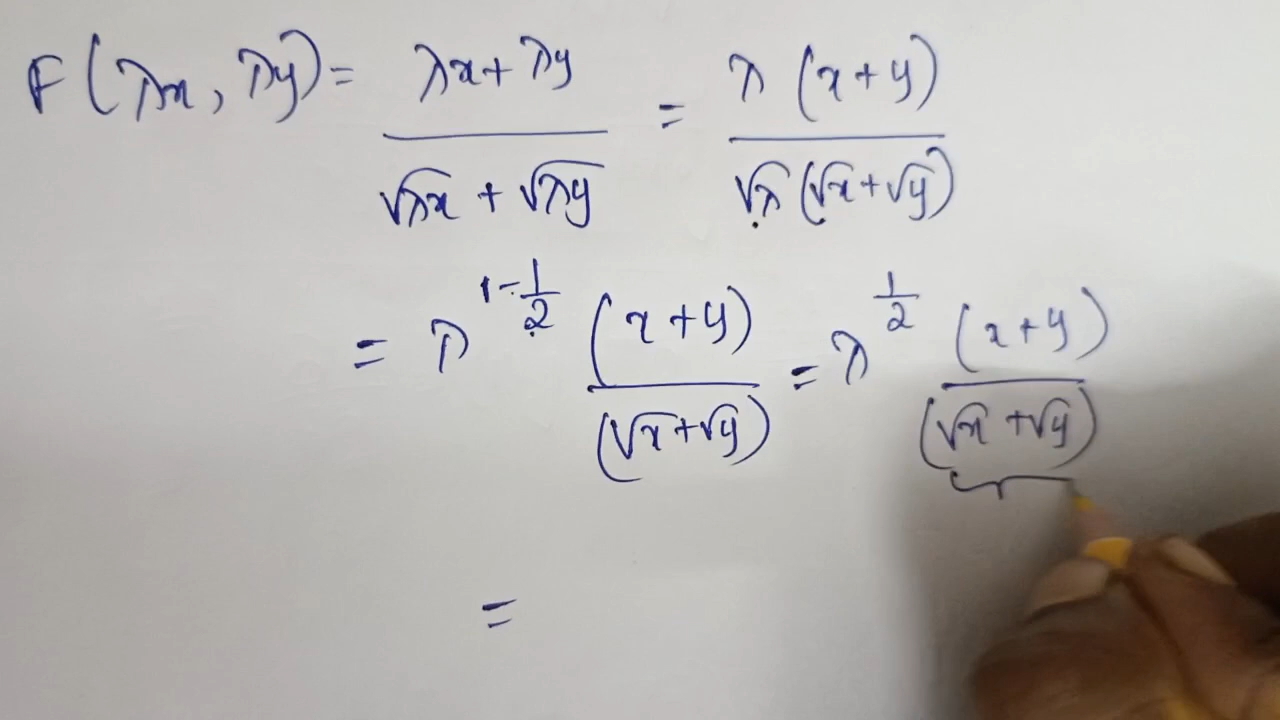 F(λx, λy) = (λx + λy)/(√λx + √λy) = λ(x+y)/(√λ(√x+√y))
= λ^(1-1/2) (x+y)/(√x+√y) = λ^(1/2) (x+y)/(√x+√y)
=